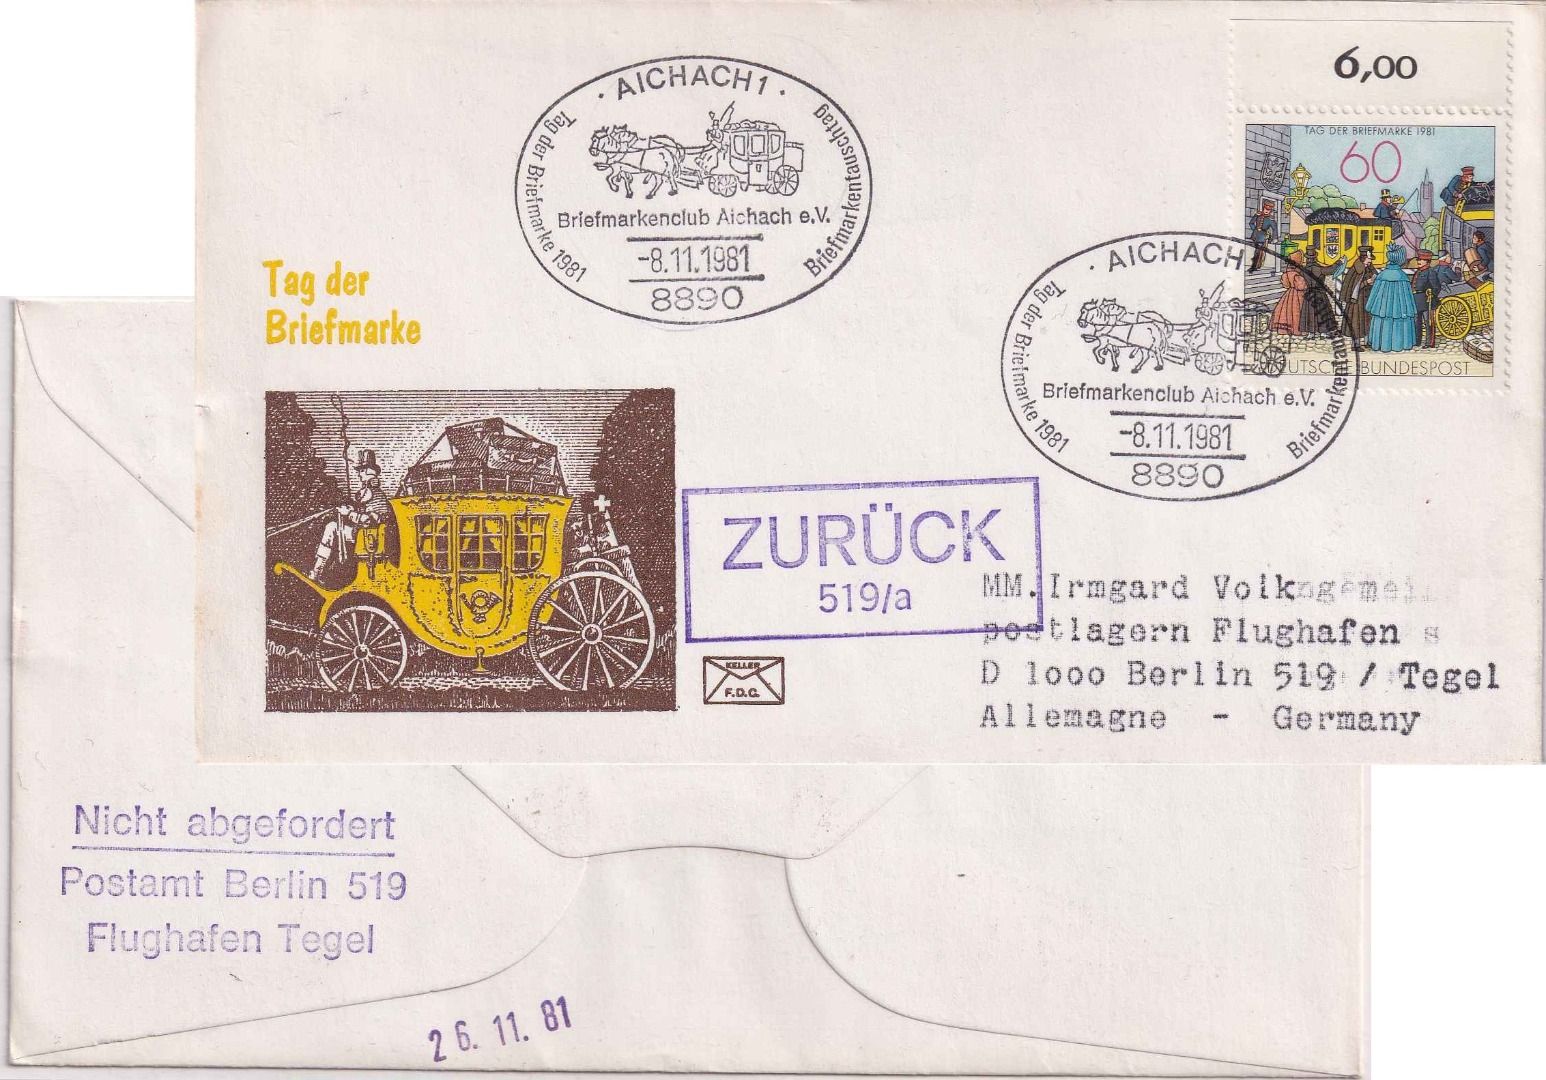 6,00
TAG DER BRIEFMARKE 1981
60
DEUTSCHE BUNDESPOST
· AICHACH 1 ·
Tag der Briefmarke 1981
Briefmarkentauschtag
Briefmarkenclub Aichach e.V.
-8.11.1981
8890
· AICHACH 1
Tag der Briefmarke 1981
Briefmarkentauschtag
Briefmarkenclub Aichach e.V.
-8.11.1981
8890
Tag der
Briefmarke
ZURÜCK
519/a
KELLER
F.D.C.
MM. Irmgard
postlagern Flughafen
D 1000 Berlin 519 / Tegel
Allemagne - Germany
Nicht abgefordert
Postamt Berlin 519
Flughafen Tegel
26. 11. 81